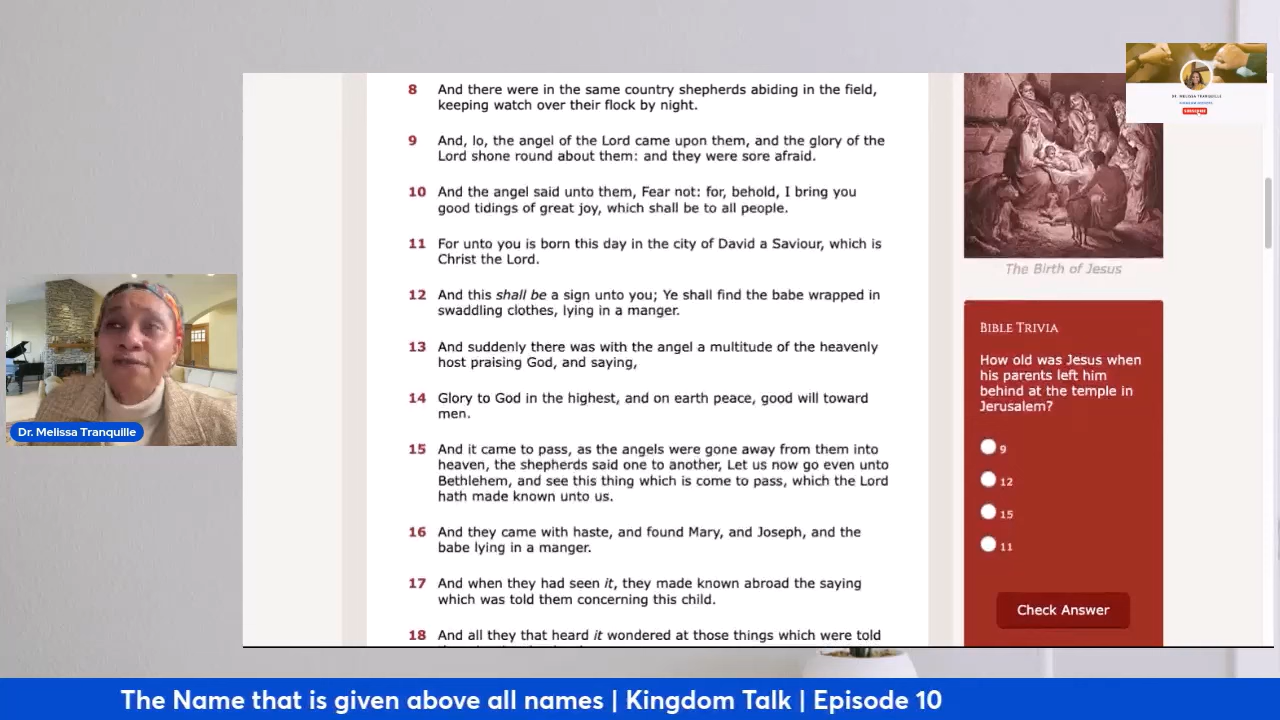 8 And there were in the same country shepherds abiding in the field,
keeping watch over their flock by night.
9 And, lo, the angel of the Lord came upon them, and the glory of the
Lord shone round about them: and they were sore afraid.
10 And the angel said unto them, Fear not: for, behold, I bring you
good tidings of great joy, which shall be to all people.
11 For unto you is born this day in the city of David a Saviour, which is
Christ the Lord.
12 And this shall be a sign unto you; Ye shall find the babe wrapped in
swaddling clothes, lying in a manger.
13 And suddenly there was with the angel a multitude of the heavenly
host praising God, and saying,
14 Glory to God in the highest, and on earth peace, good will toward
men.
15 And it came to pass, as the angels were gone away from them into
heaven, the shepherds said one to another, Let us now go even unto
Bethlehem, and see this thing which is come to pass, which the Lord
hath made known unto us.
16 And they came with haste, and found Mary, and Joseph, and the
babe lying in a manger.
17 And when they had seen it, they made known abroad the saying
which was told them concerning this child.
18 And all they that heard it wondered at those things which were told
DR. MELISSA TRANQUILLE
SUBSCRIBE
The Birth of Jesus
BIBLE TRIVIA
How old was Jesus when
his parents left him
behind at the temple in
Jerusalem?
9
12
15
11
Check Answer
Dr. Melissa Tranquille
The Name that is given above all names | Kingdom Talk | Episode 10